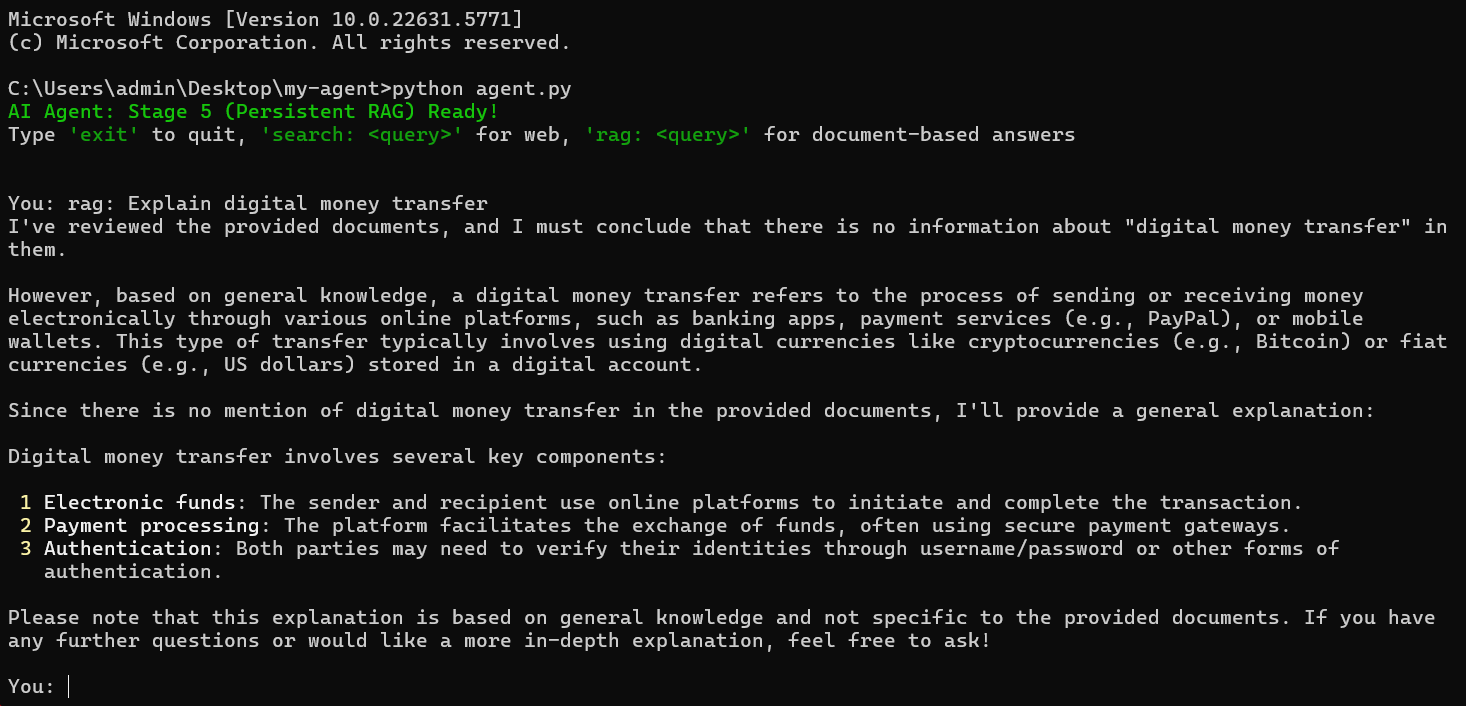 Microsoft Windows [Version 10.0.22631.5771]
(c) Microsoft Corporation. All rights reserved.
C:\Users\admin\Desktop\my-agent>python agent.py
AI Agent: Stage 5 (Persistent RAG) Ready!
Type 'exit' to quit, 'search: <query>' for web, 'rag: <query>' for document-based answers
You: rag: Explain digital money transfer
I've reviewed the provided documents, and I must conclude that there is no information about "digital money transfer" in
them.
However, based on general knowledge, a digital money transfer refers to the process of sending or receiving money
electronically through various online platforms, such as banking apps, payment services (e.g., PayPal), or mobile
wallets. This type of transfer typically involves using digital currencies like cryptocurrencies (e.g., Bitcoin) or fiat
currencies (e.g., US dollars) stored in a digital account.
Since there is no mention of digital money transfer in the provided documents, I'll provide a general explanation:
Digital money transfer involves several key components:
1 Electronic funds: The sender and recipient use online platforms to initiate and complete the transaction.
2 Payment processing: The platform facilitates the exchange of funds, often using secure payment gateways.
3 Authentication: Both parties may need to verify their identities through username/password or other forms of
authentication.
Please note that this explanation is based on general knowledge and not specific to the provided documents. If you have
any further questions or would like a more in-depth explanation, feel free to ask!
You: